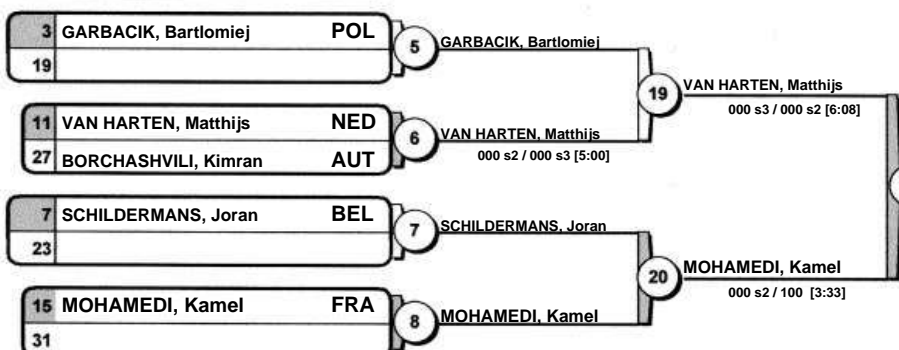 3 GARBACIK, Bartlomiej POL
19
5 GARBACIK, Bartlomiej
11 VAN HARTEN, Matthijs NED
27 BORCHASHVILI, Kimran AUT
6 VAN HARTEN, Matthijs
000 s2 / 000 s3 [5:00]
19 VAN HARTEN, Matthijs
000 s3 / 000 s2 [6:08]
7 SCHILDERMANS, Joran BEL
23
7 SCHILDERMANS, Joran
15 MOHAMEDI, Kamel FRA
31
8 MOHAMEDI, Kamel
20 MOHAMEDI, Kamel
000 s2 / 100 [3:33]